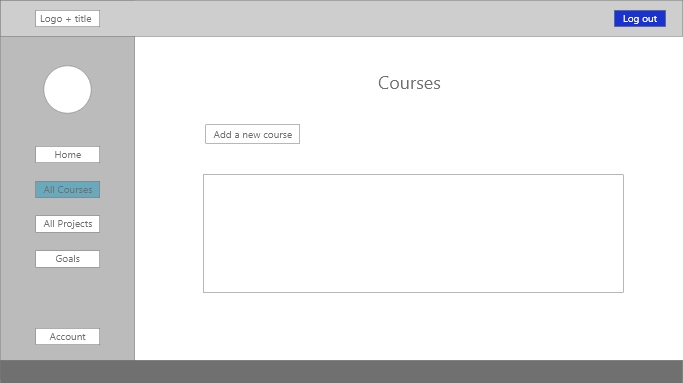 Logo + title
Log out
Courses
Add a new course
Home
All Courses
All Projects
Goals
Account